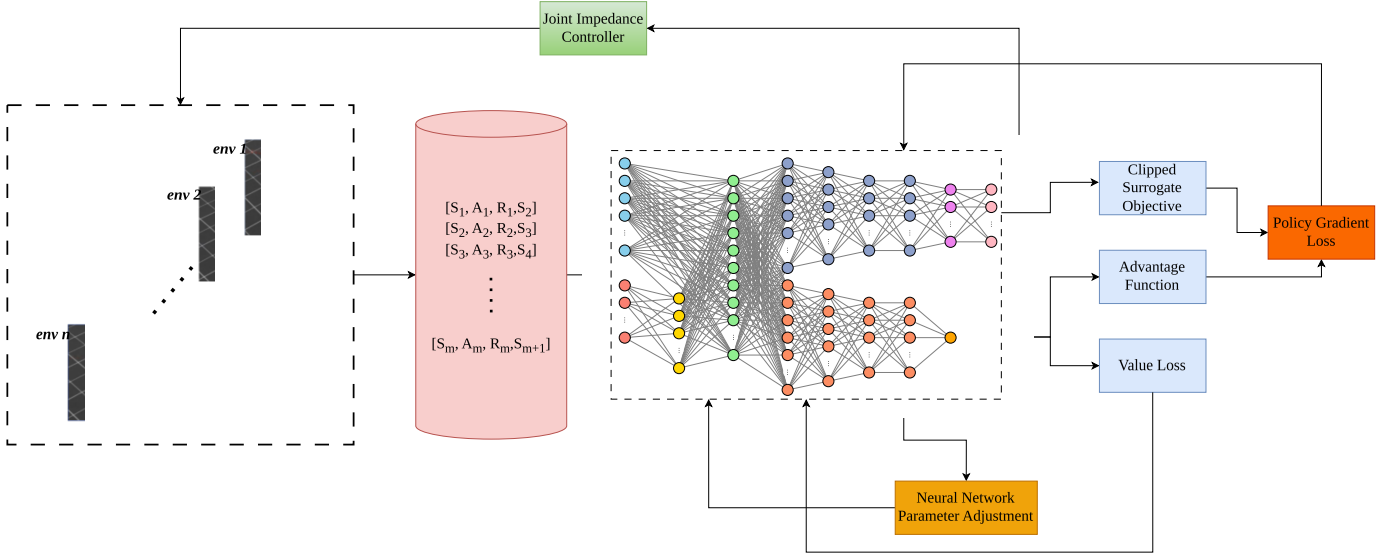 Joint Impedance
Controller
env 1
env 2
env n
[S1, A1, R1,S2]
[S2, A2, R2,S3]
[S3, A3, R3,S4]
[Sm, Am, Rm,Sm+1]
Clipped
Surrogate
Objective
Advantage
Function
Value Loss
Policy Gradient
Loss
Neural Network
Parameter Adjustment